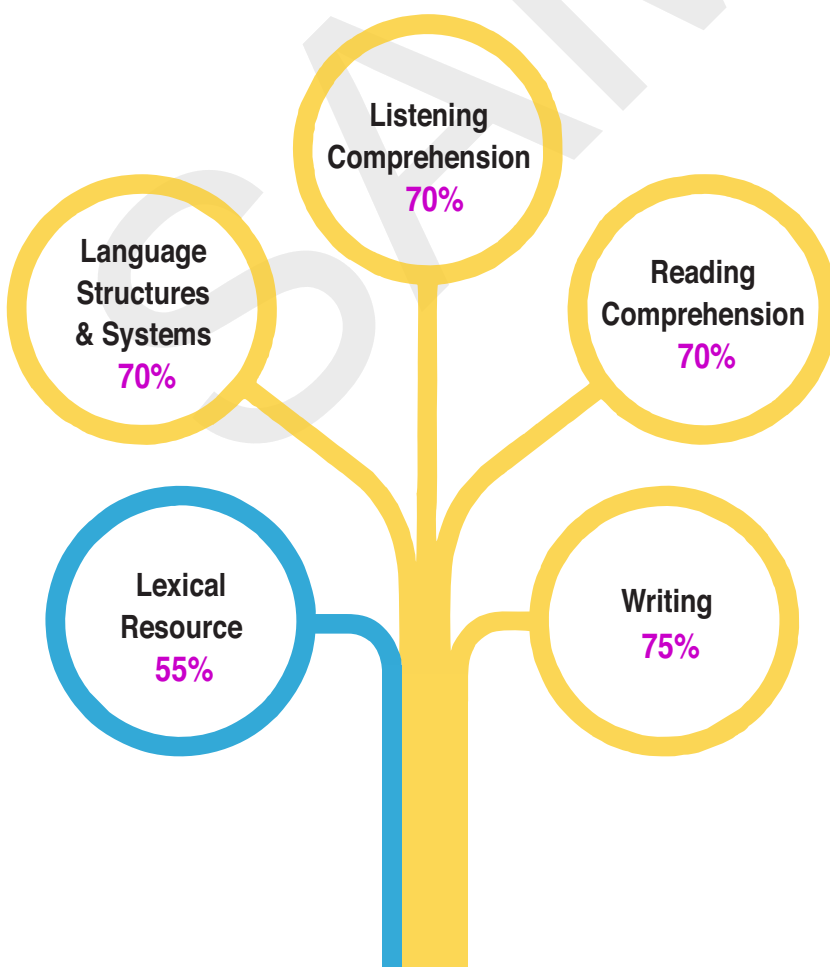 Listening
Comprehension
70%
Language
Structures
& Systems
70%
Reading
Comprehension
70%
Lexical
Resource
55%
Writing
75%